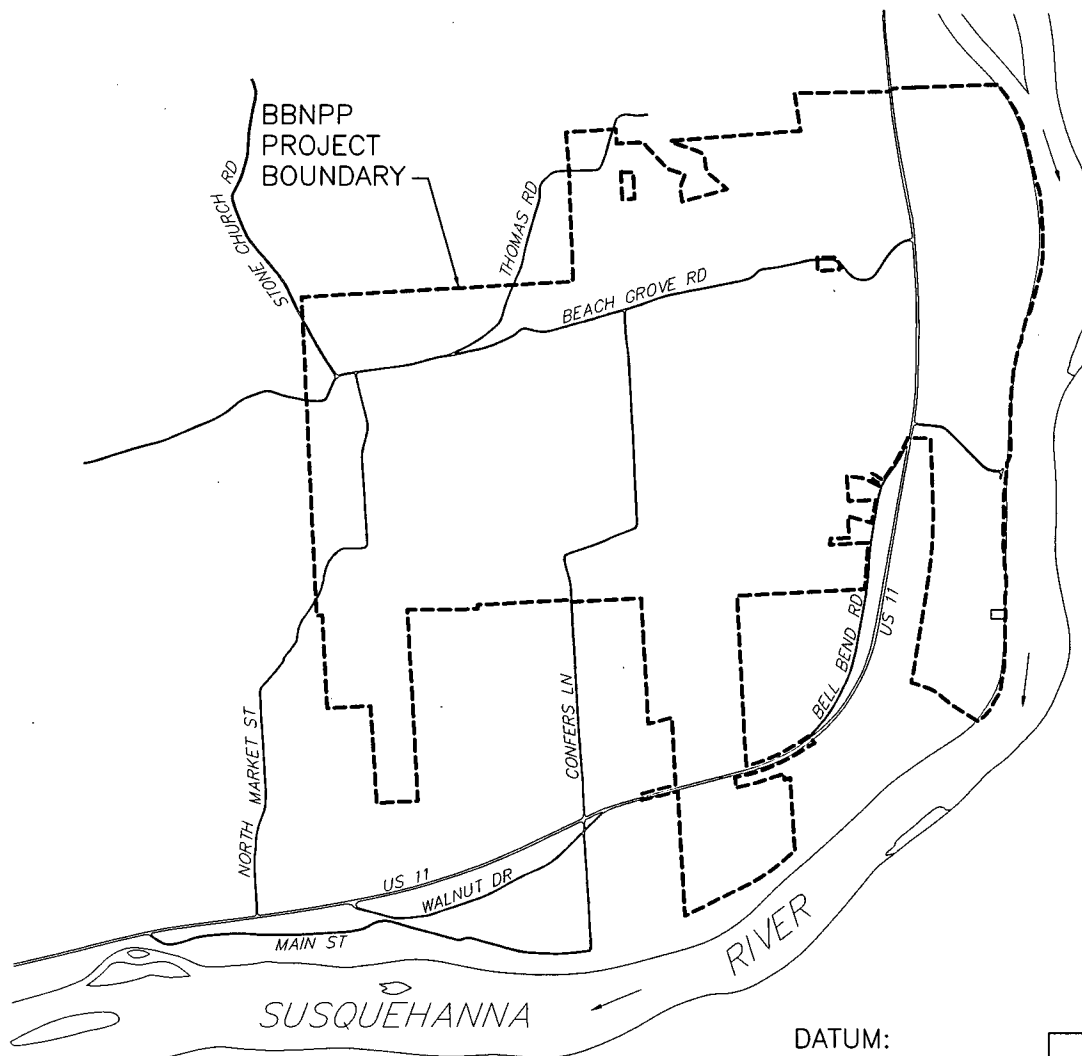 BBNPP
PROJECT
BOUNDARY
STONE CHURCH RD
THOMAS RD
BEACH GROVE RD
BELL BEND RD
US 11
CONFERS LN
NORTH MARKET ST
US 11
WALNUT DR
MAIN ST
RIVER
SUSQUEHANNA
DATUM: